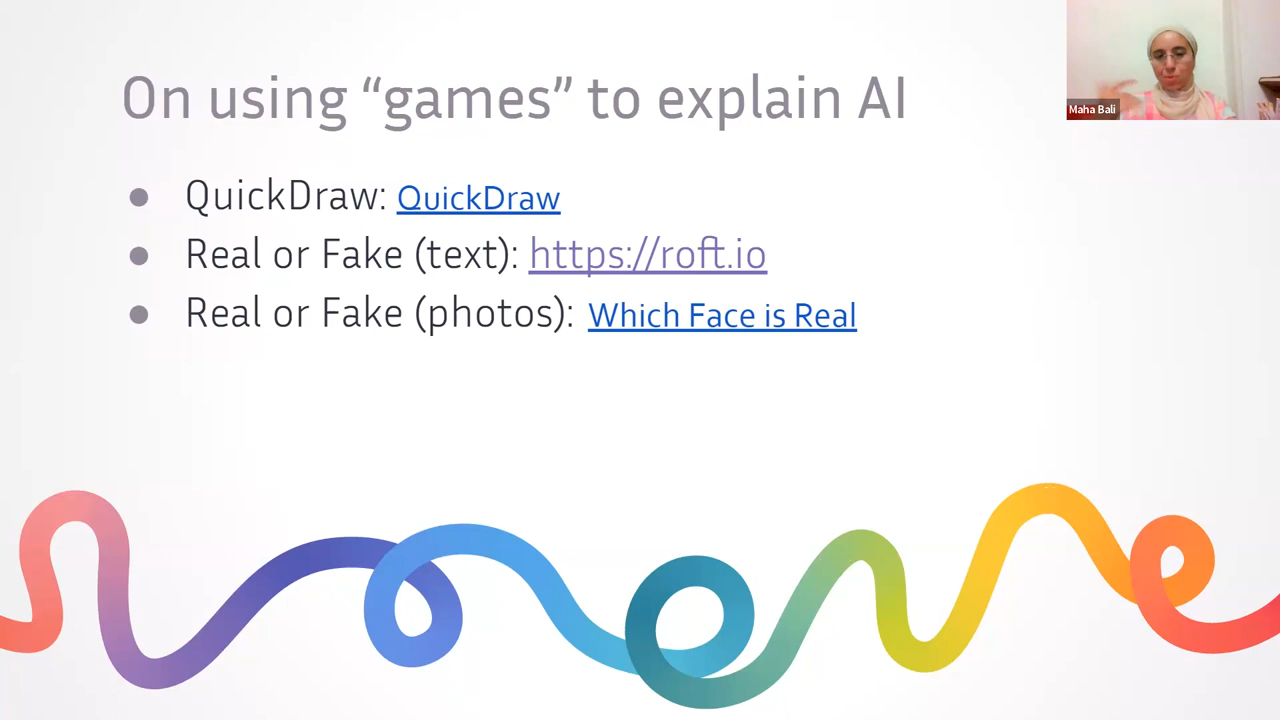 On using “games” to explain AI
Maha Bali
● QuickDraw: QuickDraw
● Real or Fake (text): https://roft.io
● Real or Fake (photos): Which Face is Real